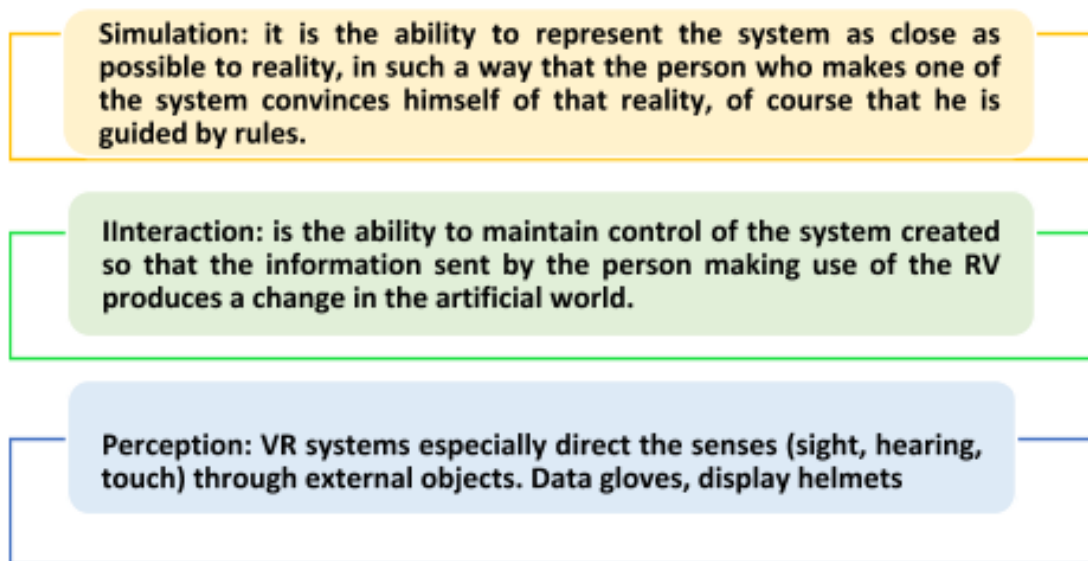 Simulation: it is the ability to represent the system as close as
possible to reality, in such a way that the person who makes one of
the system convinces himself of that reality, of course that he is
guided by rules.
IInteraction: is the ability to maintain control of the system created
so that the information sent by the person making use of the RV
produces a change in the artificial world.
Perception: VR systems especially direct the senses (sight, hearing,
touch) through external objects. Data gloves, display helmets